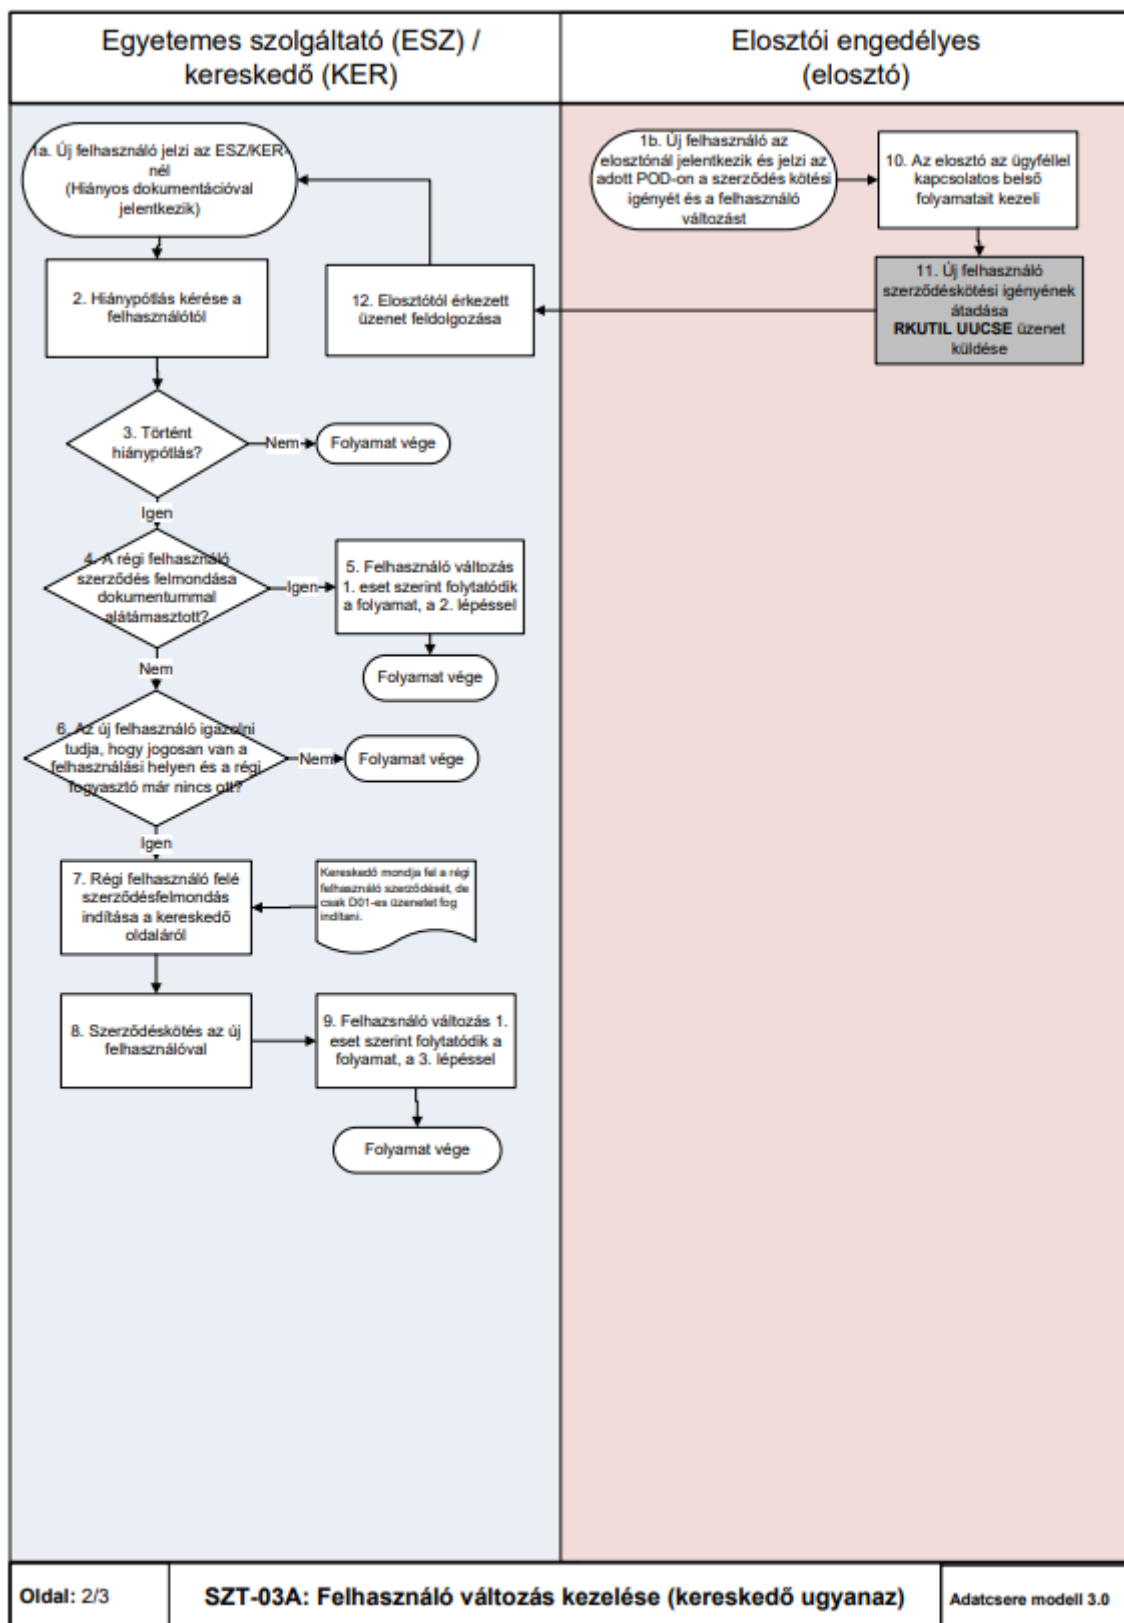 Egyetemes szolgáltató (ESZ) /
kereskedő (KER)
Elosztói engedélyes
(elosztó)
1a. Új felhasználó jelzi az ESZ/KER-
nél
(Hiányos dokumentációval
jelentkezik)
1b. Új felhasználó az
elosztónál jelentkezik és jelzi az
adott POD-on a szerződés kötési
igényét és a felhasználó
változást
10. Az elosztó az ügyféllel
kapcsolatos belső
folyamatait kezeli
2. Hiánypótlás kérése a
felhasználótól
12. Elosztótól érkezett
üzenet feldolgozása
11. Új felhasználó
szerződéskötési igényének
átadása
RKUTIL UUCSE üzenet
küldése
3. Történt
hiánypótlás?
Nem
Folyamat vége
Igen
4. A régi felhasználó
szerződés felmondása
dokumentummal
alátámasztott?
Igen
5. Felhasználó változás
1. eset szerint folytatódik
a folyamat, a 2. lépéssel
Folyamat vége
Nem
6. Az új felhasználó igazolni
tudja, hogy jogosan van a
felhasználási helyen és a régi
fogyasztó már nincs ott?
Nem
Folyamat vége
Igen
7. Régi felhasználó felé
szerződésfelmondás
indítása a kereskedő
oldaláról
Kereskedő mondja fel a régi
felhasználó szerződését, de
csak D01-es üzenetet fog
indítani.
8. Szerződéskötés az új
felhasználóval
9. Felhazsnáló változás 1.
eset szerint folytatódik a
folyamat, a 3. lépéssel
Folyamat vége
Oldal: 2/3
SZT-03A: Felhasználó változás kezelése (kereskedő ugyanaz)
Adatcsere modell 3.0